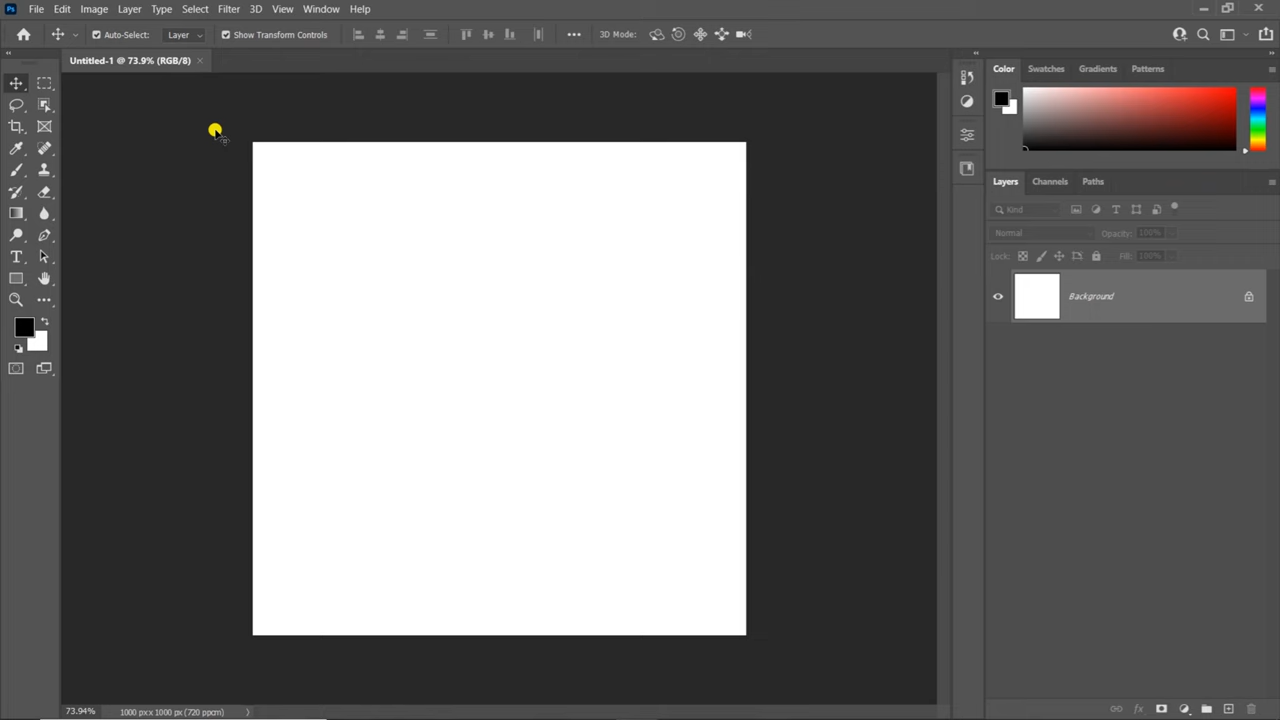 Ps File Edit Image Layer Type Select Filter 3D View Window Help
Auto-Select: Layer Show Transform Controls 3D Mode:
Untitled-1 @ 73.9% (RGB/8)
Color Swatches Gradients Patterns
Layers Channels Paths
Kind
Normal Opacity: 100%
Lock: Fill: 100%
Background
T
73.94% 1000 px x 1000 px (720 ppcm)